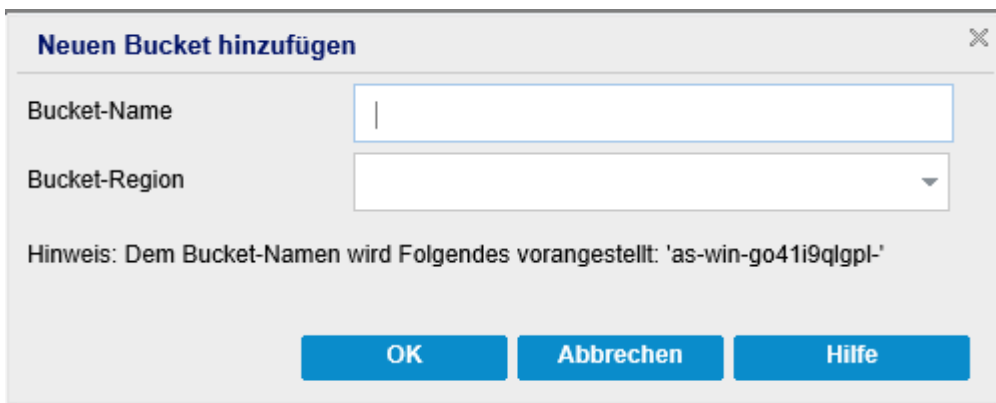 Neuen Bucket hinzufügen
Bucket-Name
Bucket-Region
Hinweis: Dem Bucket-Namen wird Folgendes vorangestellt: 'as-win-go41i9qlgpl-'
OK Abbrechen Hilfe